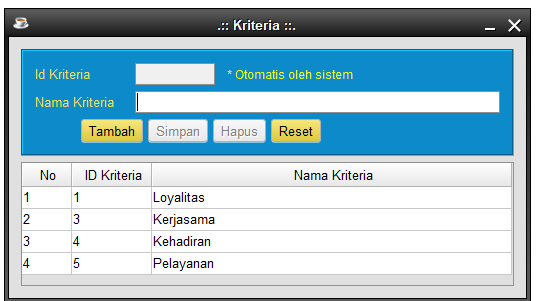 .:: Kriteria ::.
Id Kriteria * Otomatis oleh sistem
Nama Kriteria
Tambah Simpan Hapus Reset
No ID Kriteria Nama Kriteria
1 1 Loyalitas
2 3 Kerjasama
3 4 Kehadiran
4 5 Pelayanan